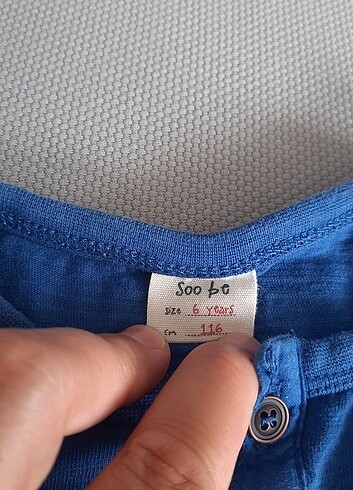 Soo be
SIZE 6 years
cm 116